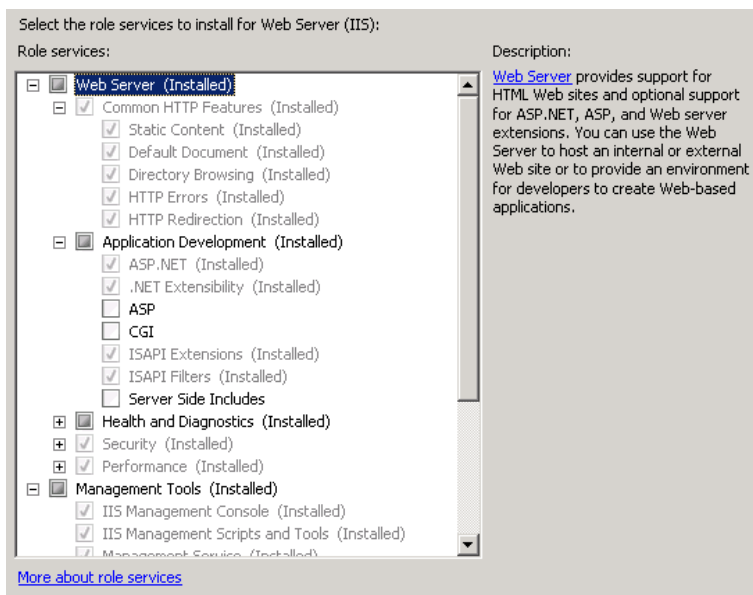 Select the role services to install for Web Server (IIS):
Role services:
Web Server (Installed)
Common HTTP Features (Installed)
Static Content (Installed)
Default Document (Installed)
Directory Browsing (Installed)
HTTP Errors (Installed)
HTTP Redirection (Installed)
Application Development (Installed)
ASP.NET (Installed)
.NET Extensibility (Installed)
ASP
CGI
ISAPI Extensions (Installed)
ISAPI Filters (Installed)
Server Side Includes
Health and Diagnostics (Installed)
Security (Installed)
Performance (Installed)
Management Tools (Installed)
IIS Management Console (Installed)
IIS Management Scripts and Tools (Installed)
Management Service (Installed)
More about role services
Description:
Web Server provides support for
HTML Web sites and optional support
for ASP.NET, ASP, and Web server
extensions. You can use the Web
Server to host an internal or external
Web site or to provide an environment
for developers to create Web-based
applications.